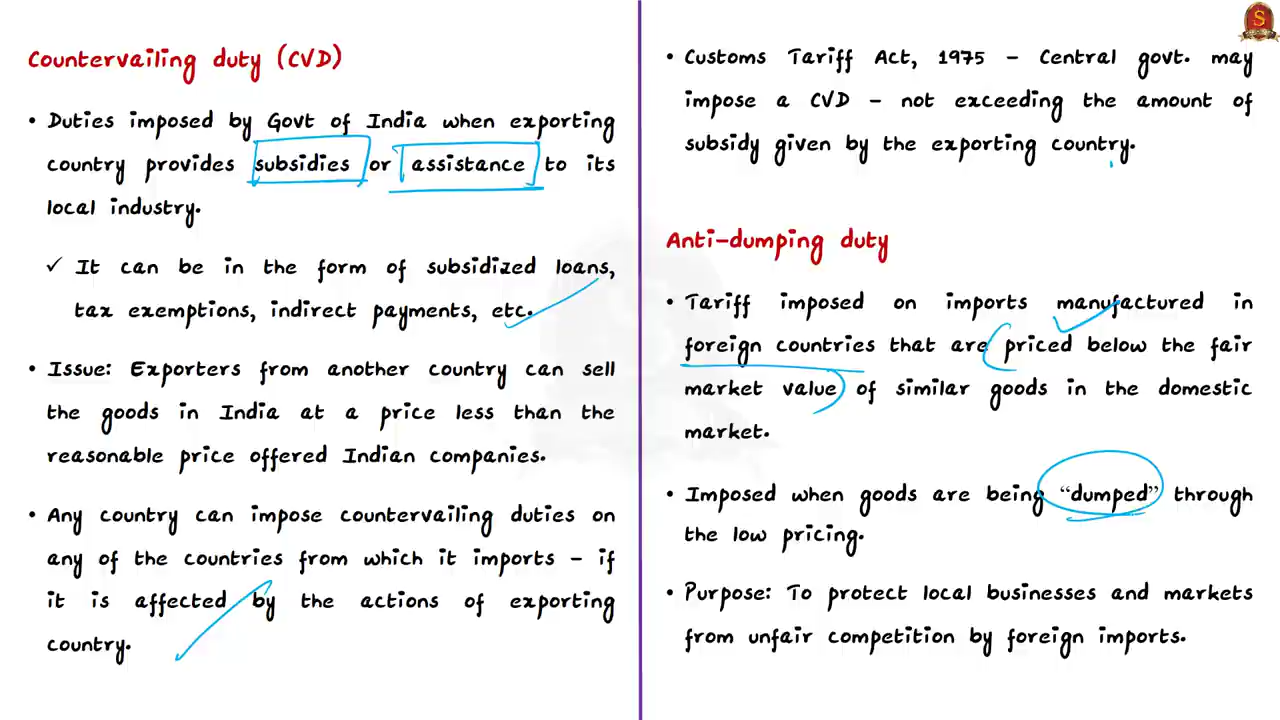 Countervailing duty (CVD)
• Duties imposed by Govt of India when exporting
country provides subsidies or assistance to its
local industry.
✓ It can be in the form of subsidized loans,
tax exemptions, indirect payments, etc.
• Issue: Exporters from another country can sell
the goods in India at a price less than the
reasonable price offered Indian companies.
• Any country can impose countervailing duties on
any of the countries from which it imports – if
it is affected by the actions of exporting
country.
• Customs Tariff Act, 1975 – Central govt. may
impose a CVD – not exceeding the amount of
subsidy given by the exporting country.
Anti-dumping duty
• Tariff imposed on imports manufactured in
foreign countries that are priced below the fair
market value of similar goods in the domestic
market.
• Imposed when goods are being “dumped” through
the low pricing.
• Purpose: To protect local businesses and markets
from unfair competition by foreign imports.